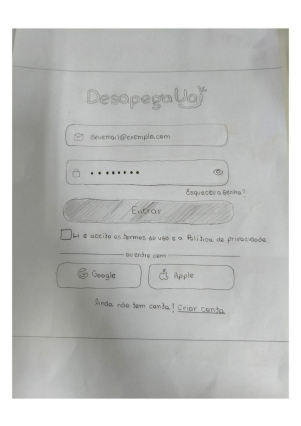 DesapegaUai
seuemail@exemplo.com
Esqueceu a senha?
Entrar
Li e aceito os termos de uso e a Política de privacidade
ou entre com
Google
Apple
Ainda não tem conta? Criar conta